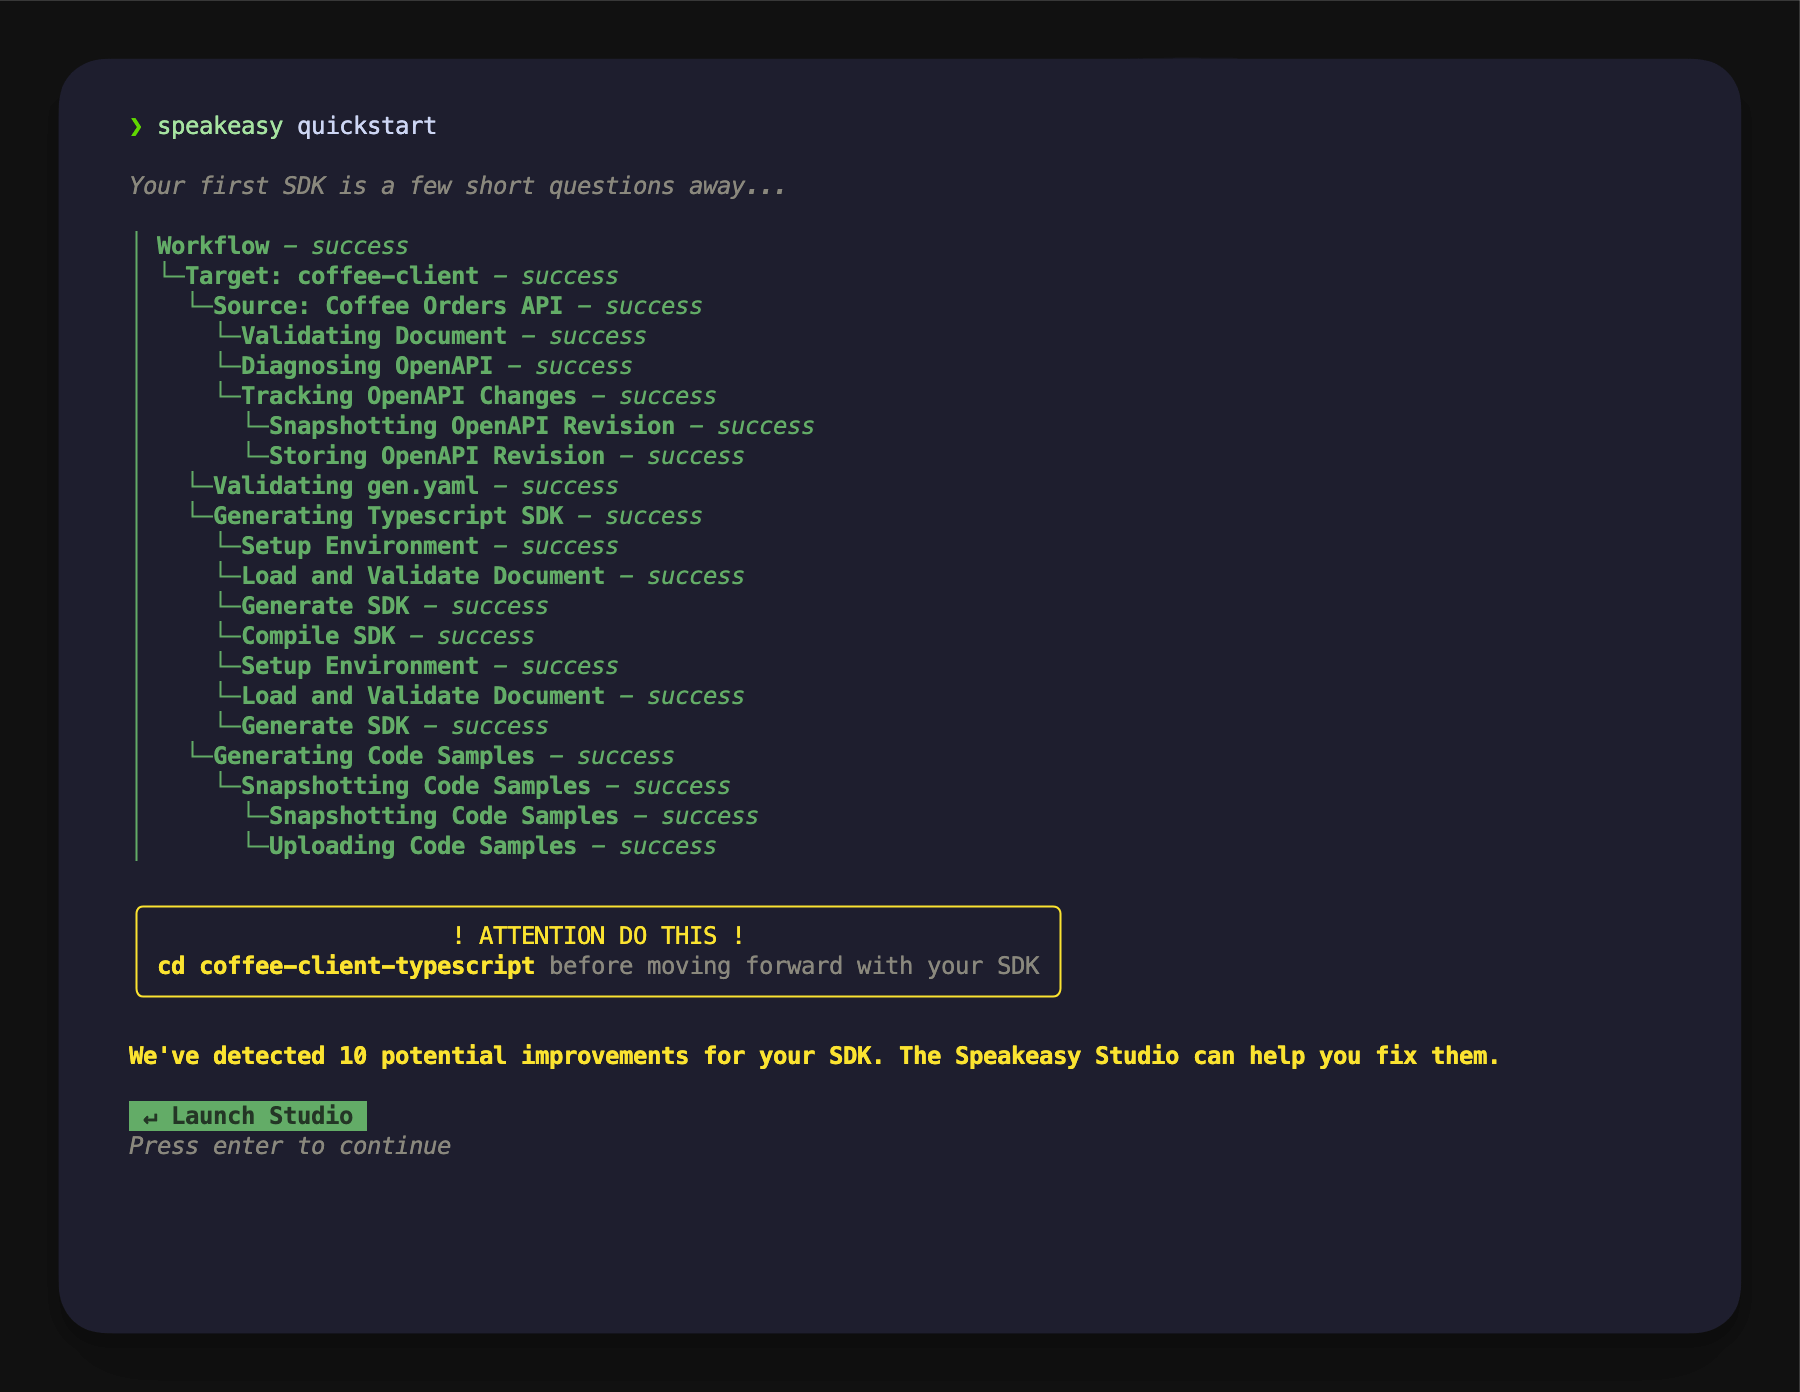 ❯ speakeasy quickstart
Your first SDK is a few short questions away...
Workflow – success
└─Target: coffee-client – success
└─Source: Coffee Orders API – success
└─Validating Document – success
└─Diagnosing OpenAPI – success
└─Tracking OpenAPI Changes – success
└─Snapshotting OpenAPI Revision – success
└─Storing OpenAPI Revision – success
└─Validating gen.yaml – success
└─Generating Typescript SDK – success
└─Setup Environment – success
└─Load and Validate Document – success
└─Generate SDK – success
└─Compile SDK – success
└─Setup Environment – success
└─Load and Validate Document – success
└─Generate SDK – success
└─Generating Code Samples – success
└─Snapshotting Code Samples – success
└─Snapshotting Code Samples – success
└─Uploading Code Samples – success
! ATTENTION DO THIS !
cd coffee-client-typescript before moving forward with your SDK
We've detected 10 potential improvements for your SDK. The Speakeasy Studio can help you fix them.
↵ Launch Studio
Press enter to continue